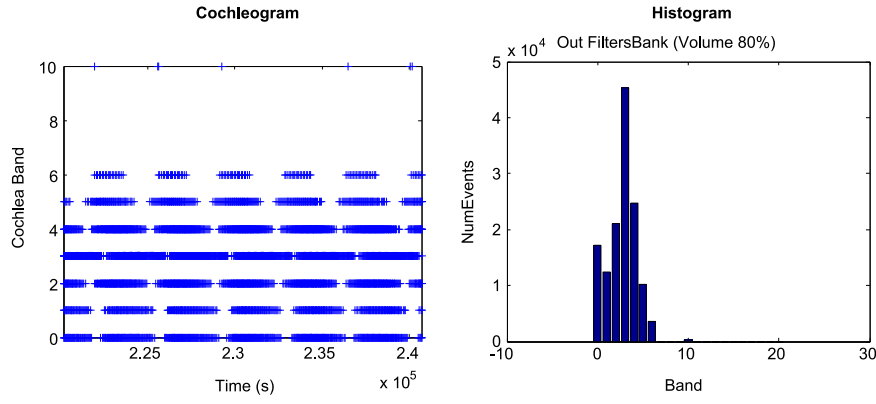 Cochleogram
Histogram
Out FiltersBank (Volume 80%)
x 10^4
10
8
6
4
2
0
Cochlea Band
2.25
2.3
2.35
2.4
x 10^5
Time (s)
5
4
3
2
1
0
NumEvents
-10
0
10
20
30
Band